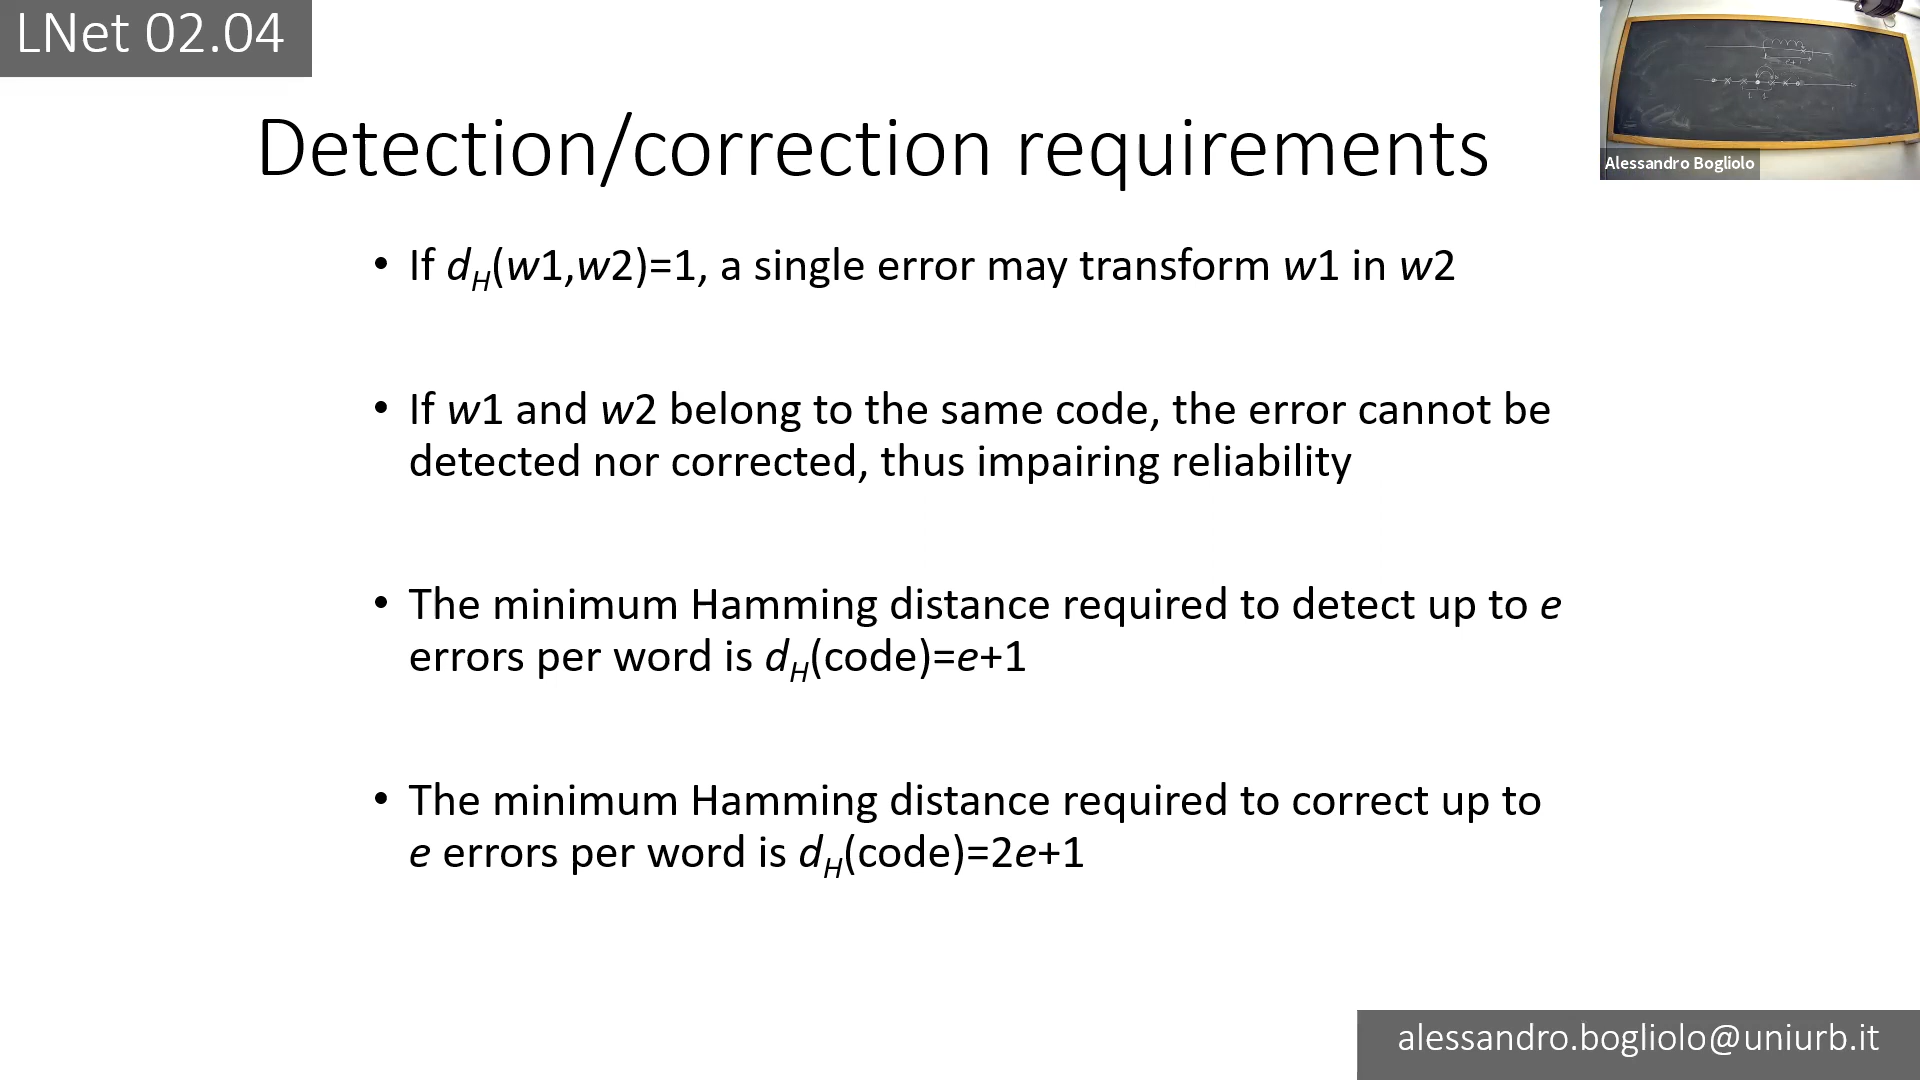 LNet 02.04
Detection/correction requirements
Alessandro Bogliolo
• If dH(w1,w2)=1, a single error may transform w1 in w2
• If w1 and w2 belong to the same code, the error cannot be
detected nor corrected, thus impairing reliability
• The minimum Hamming distance required to detect up to e
errors per word is dH(code)=e+1
• The minimum Hamming distance required to correct up to
e errors per word is dH(code)=2e+1
alessandro.bogliolo@uniurb.it